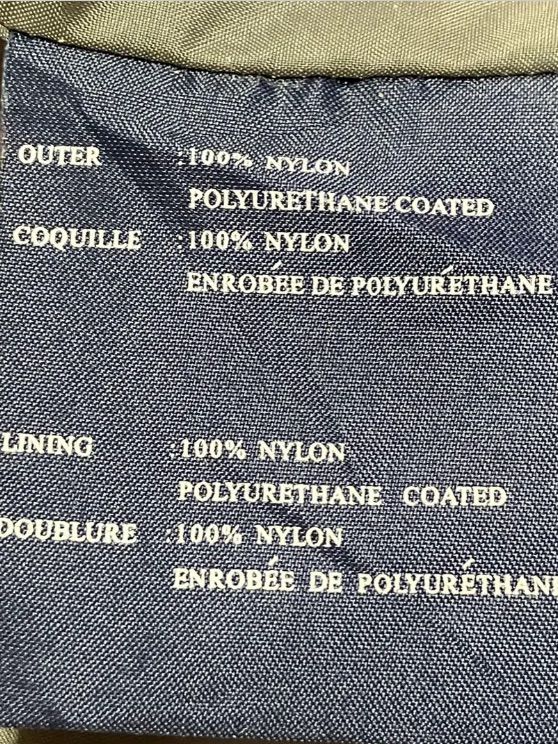 OUTER :100% NYLON
POLYURETHANE COATED
COQUILLE :100% NYLON
ENROBÉE DE POLYURÉTHANE
LINING :100% NYLON
POLYURETHANE COATED
DOUBLURE :100% NYLON
ENROBÉE DE POLYURÉTHANE